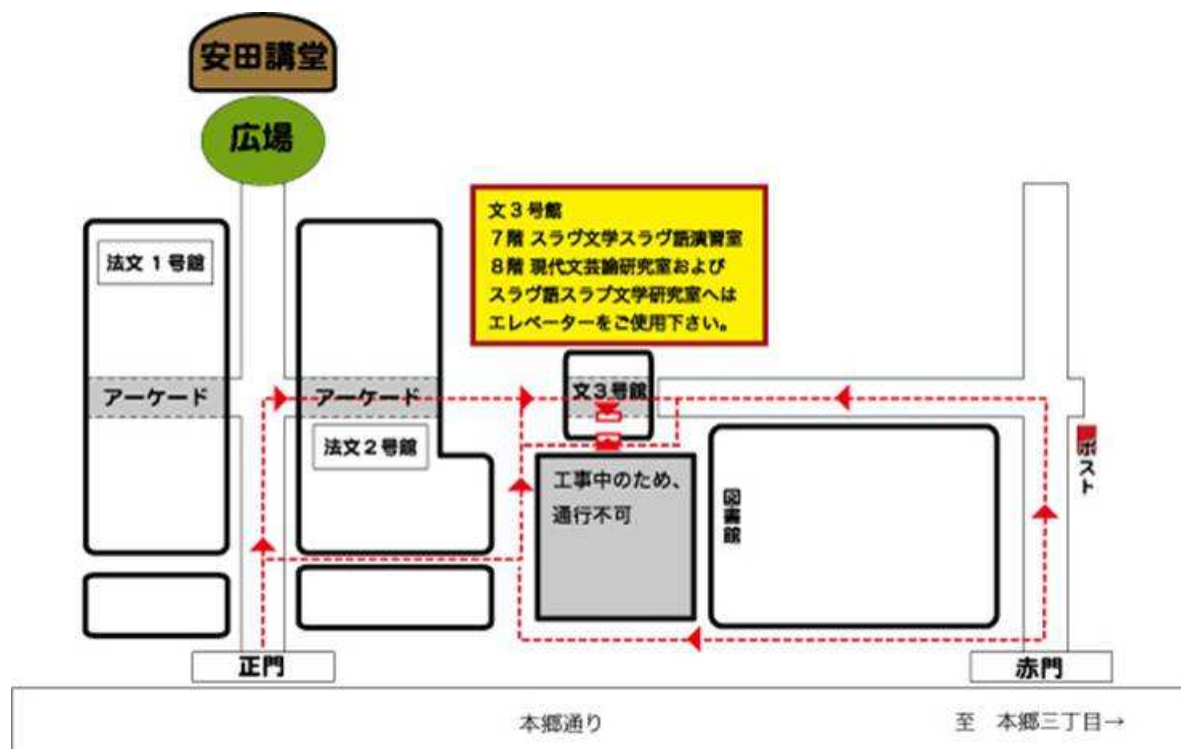 安田講堂
広場
文3号館
7階 スラヴ文学スラヴ語演習室
8階 現代文芸論研究室および
スラヴ語スラブ文学研究室へは
エレベーターをご使用下さい。
法文1号館
アーケード
アーケード
文3号館
法文2号館
ポスト
工事中のため、
通行不可
図書館
正門
赤門
本郷通り
至 本郷三丁目→